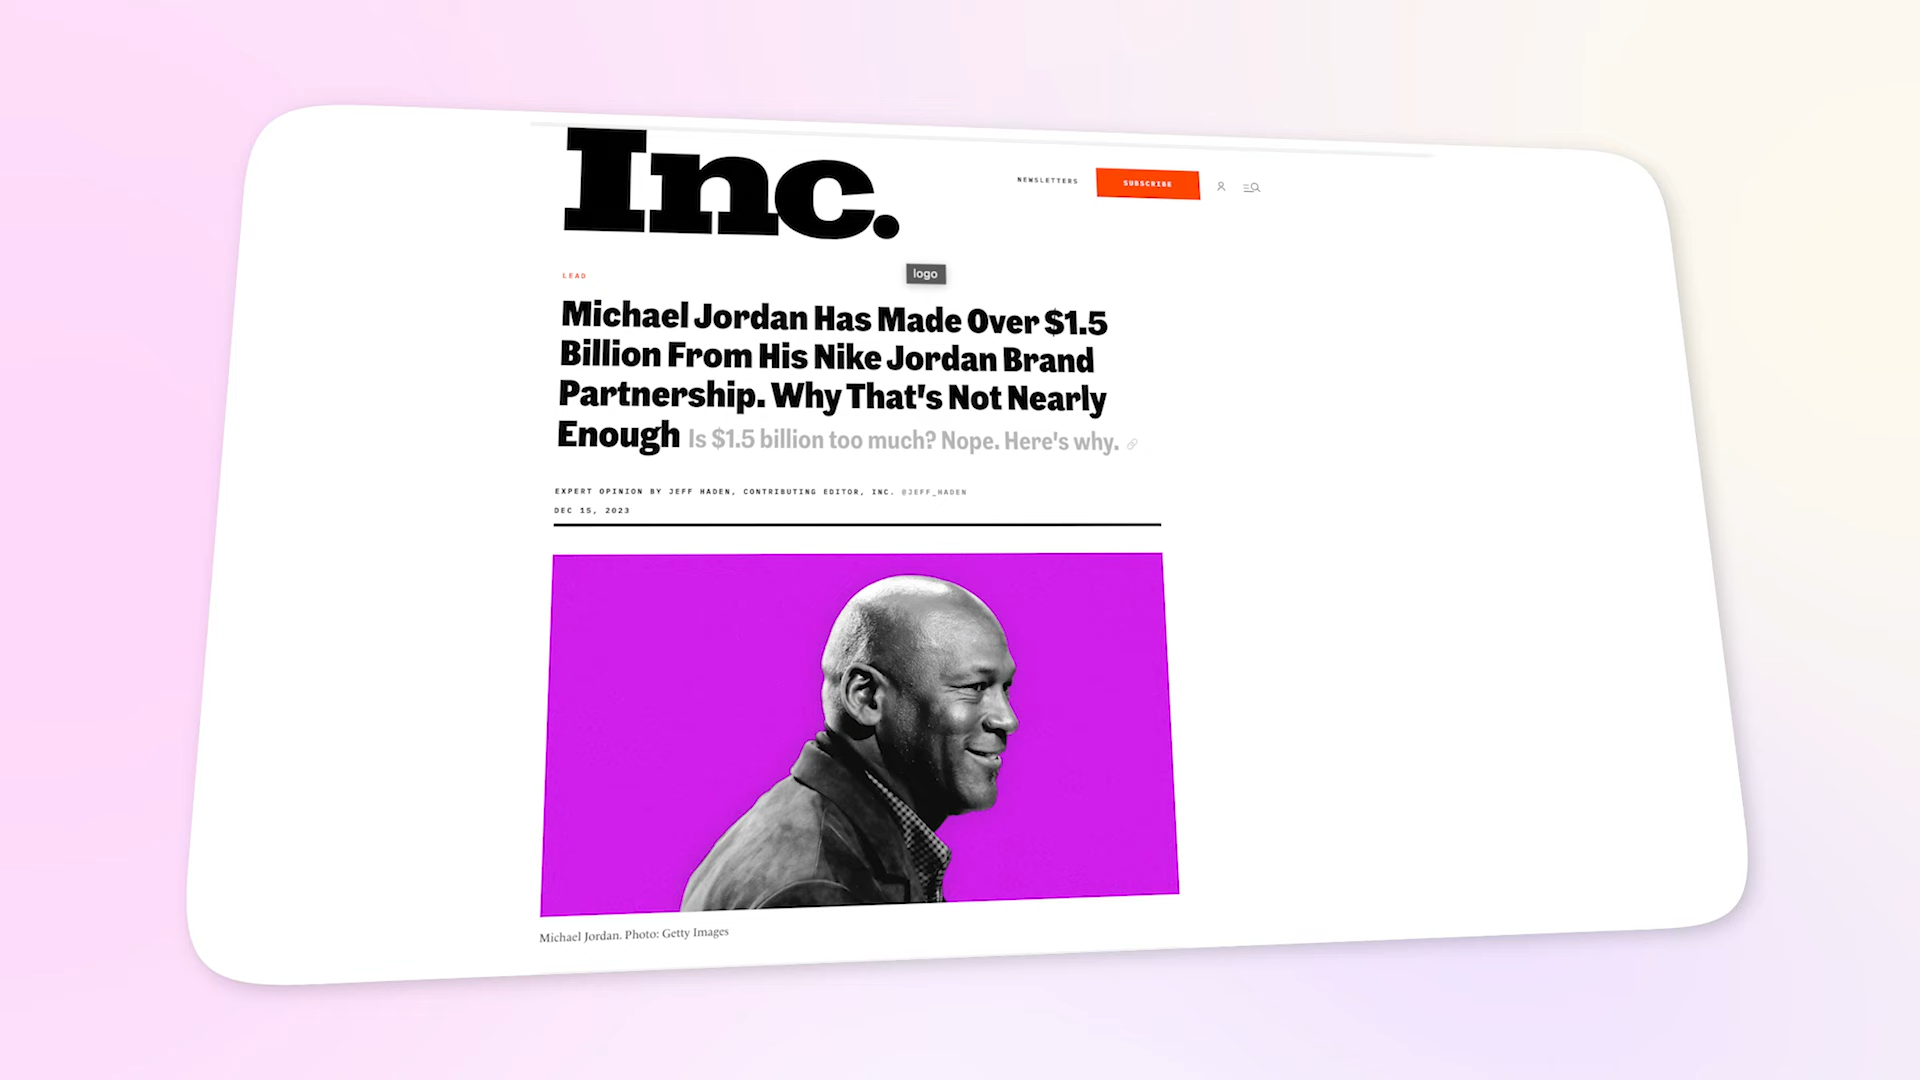 Inc.
NEWSLETTERS
SUBSCRIBE
logo
LEAD
Michael Jordan Has Made Over $1.5
Billion From His Nike Jordan Brand
Partnership. Why That's Not Nearly
Enough Is $1.5 billion too much? Nope. Here's why.
EXPERT OPINION BY JEFF HADEN, CONTRIBUTING EDITOR, INC. @JEFF_HADEN
DEC 15, 2023
Michael Jordan. Photo: Getty Images